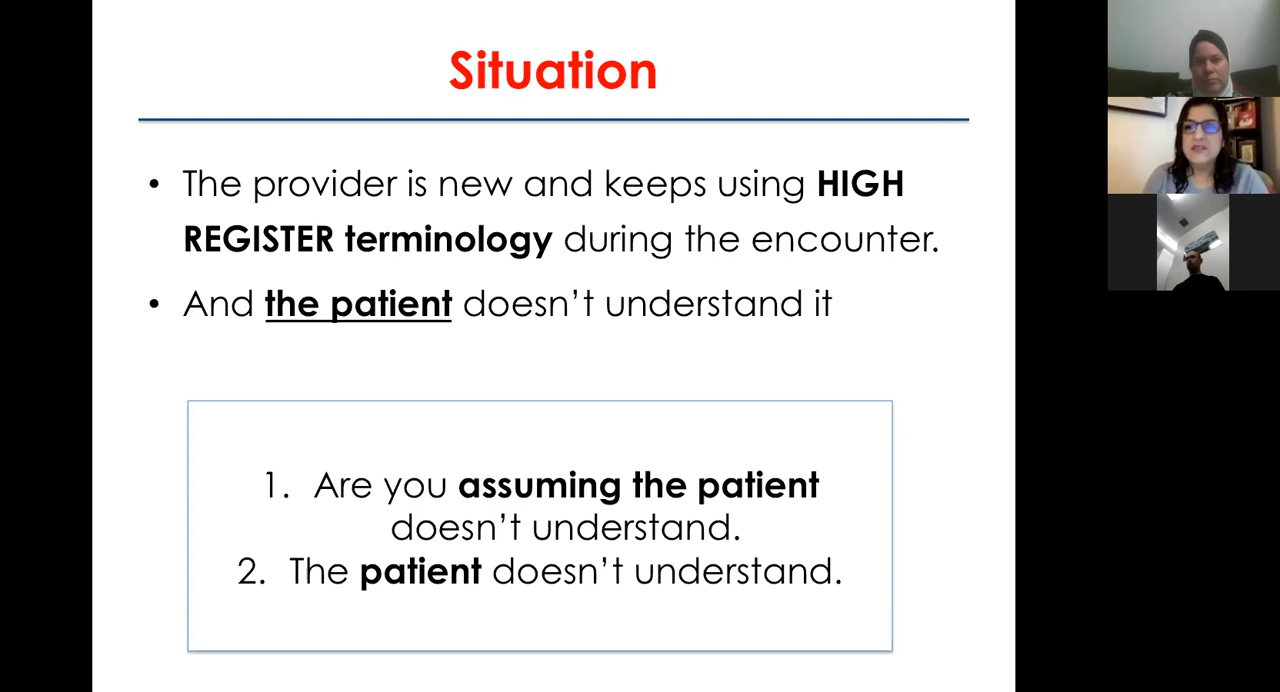 Situation
• The provider is new and keeps using HIGH
REGISTER terminology during the encounter.
• And the patient doesn’t understand it
1. Are you assuming the patient
doesn’t understand.
2. The patient doesn’t understand.